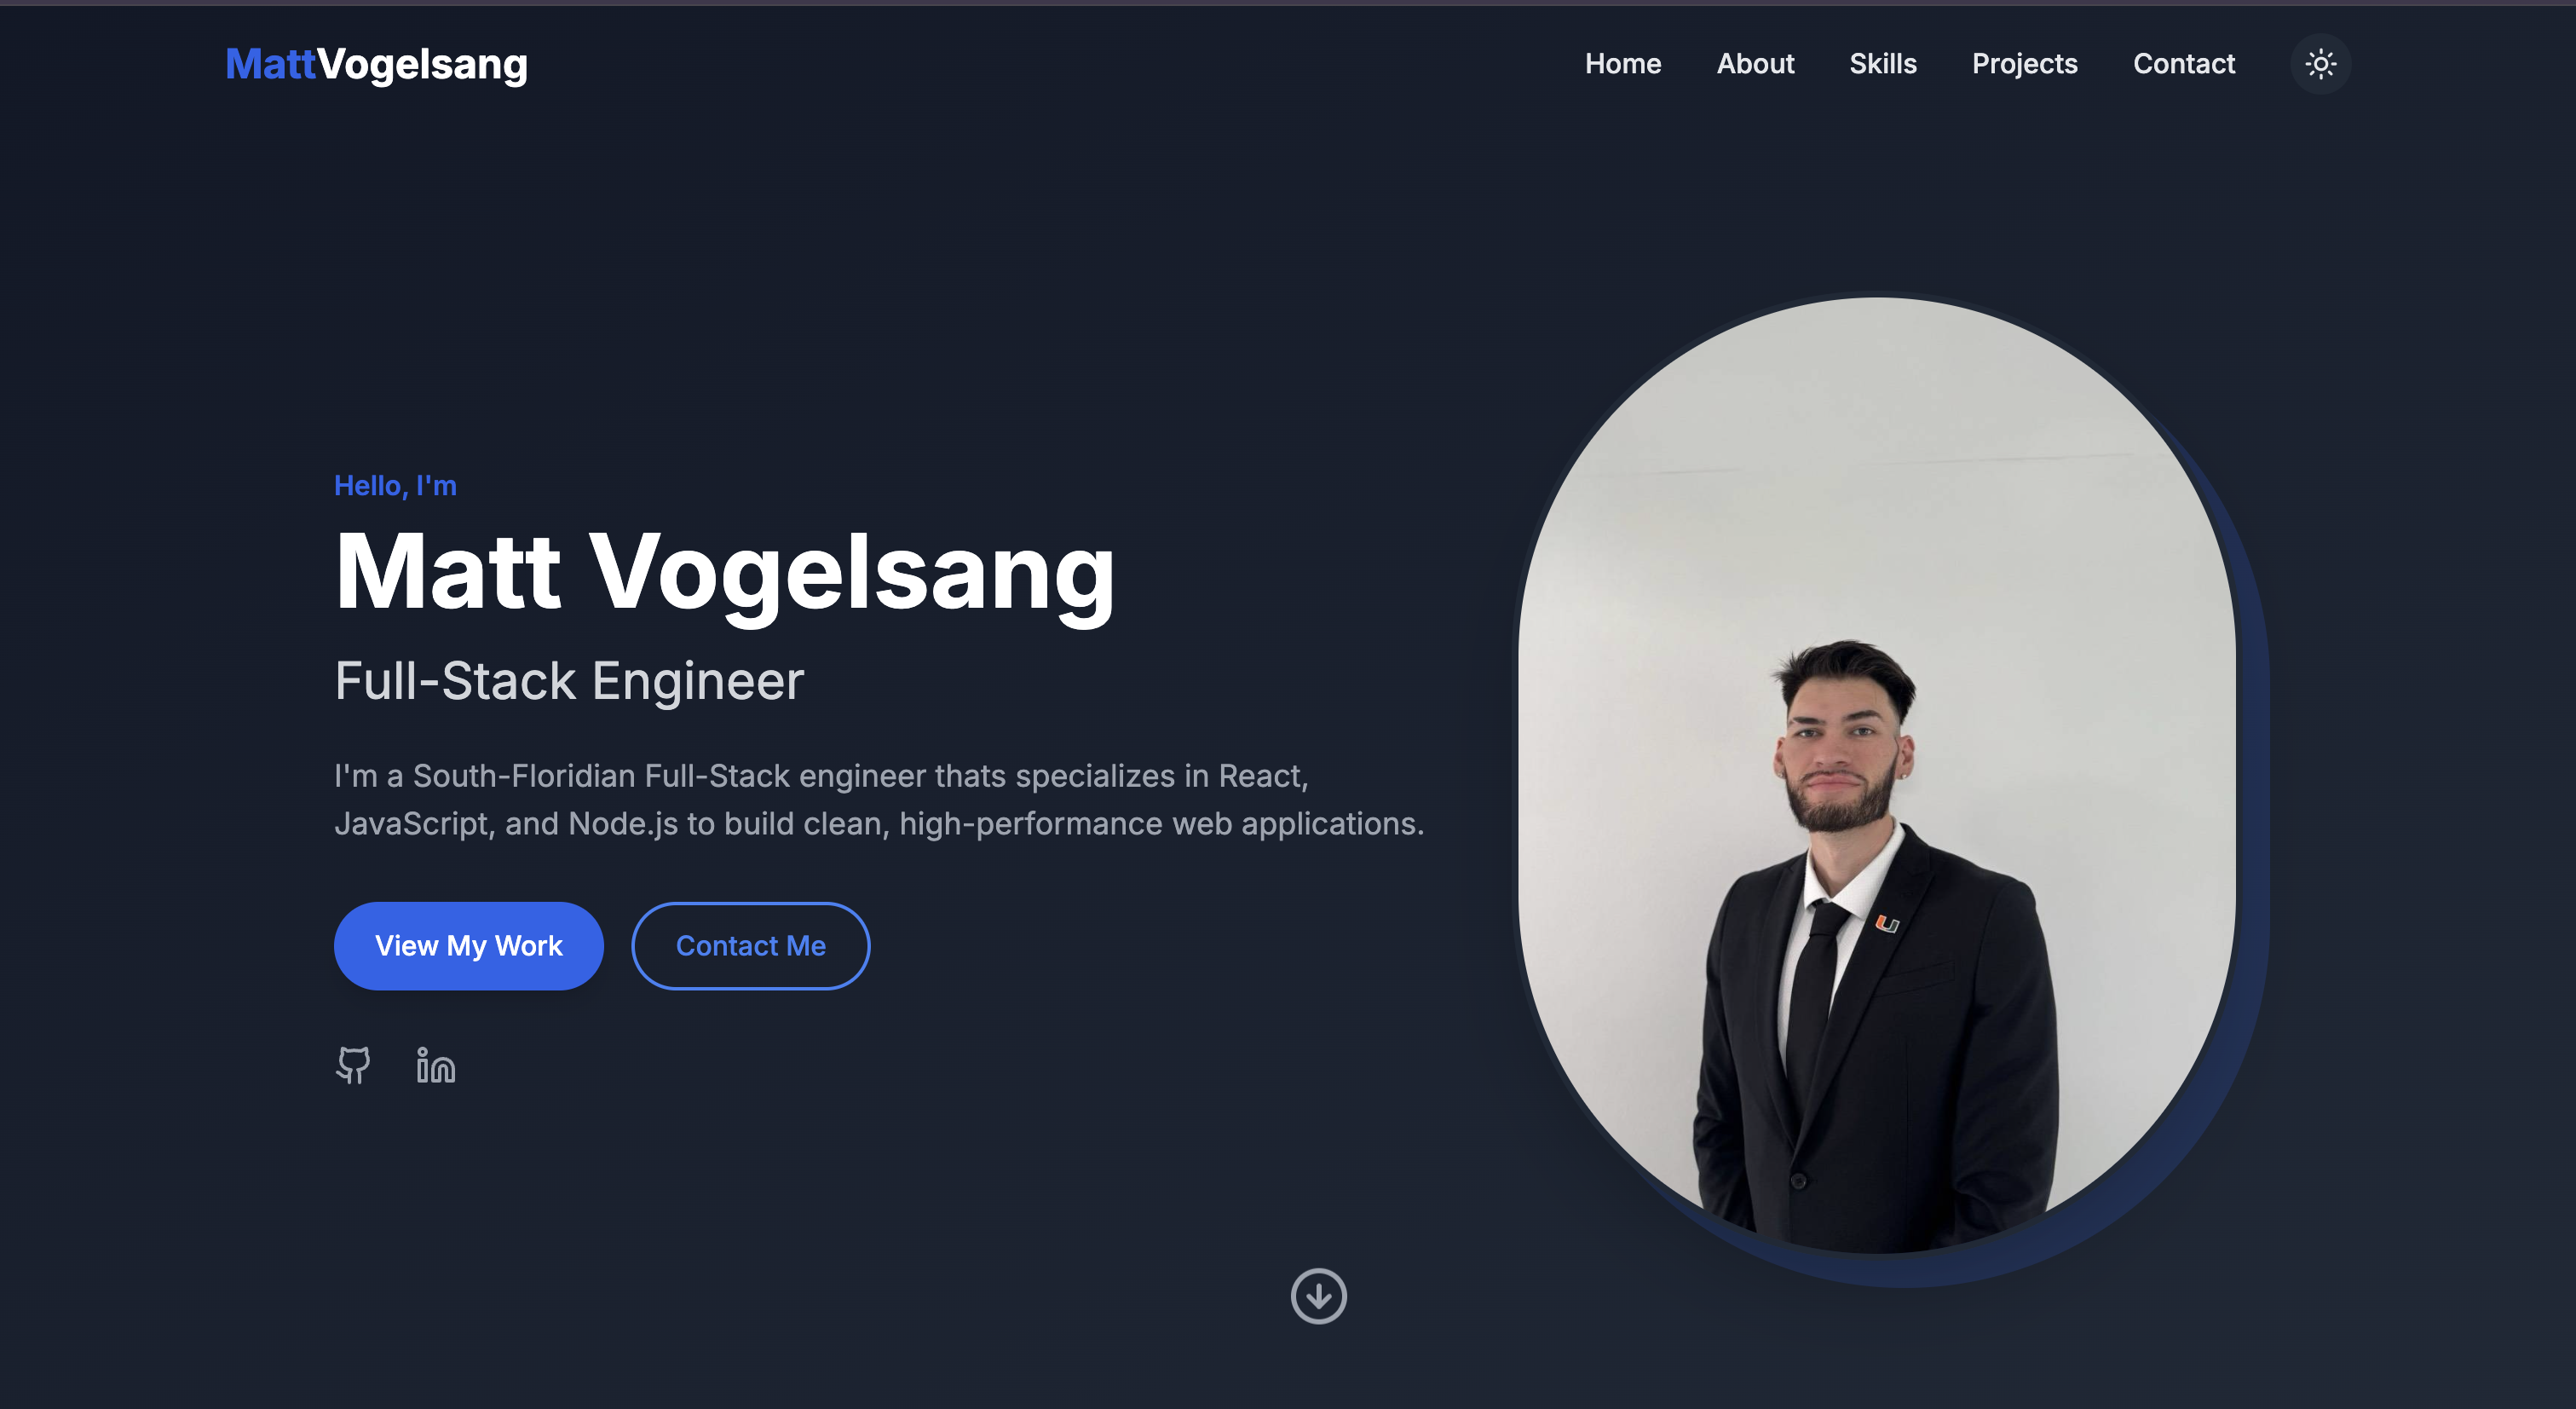 MattVogelsang
Home About Skills Projects Contact
Hello, I'm
Matt Vogelsang
Full-Stack Engineer
I'm a South-Floridian Full-Stack engineer thats specializes in React,
JavaScript, and Node.js to build clean, high-performance web applications.
View My Work Contact Me
in
U